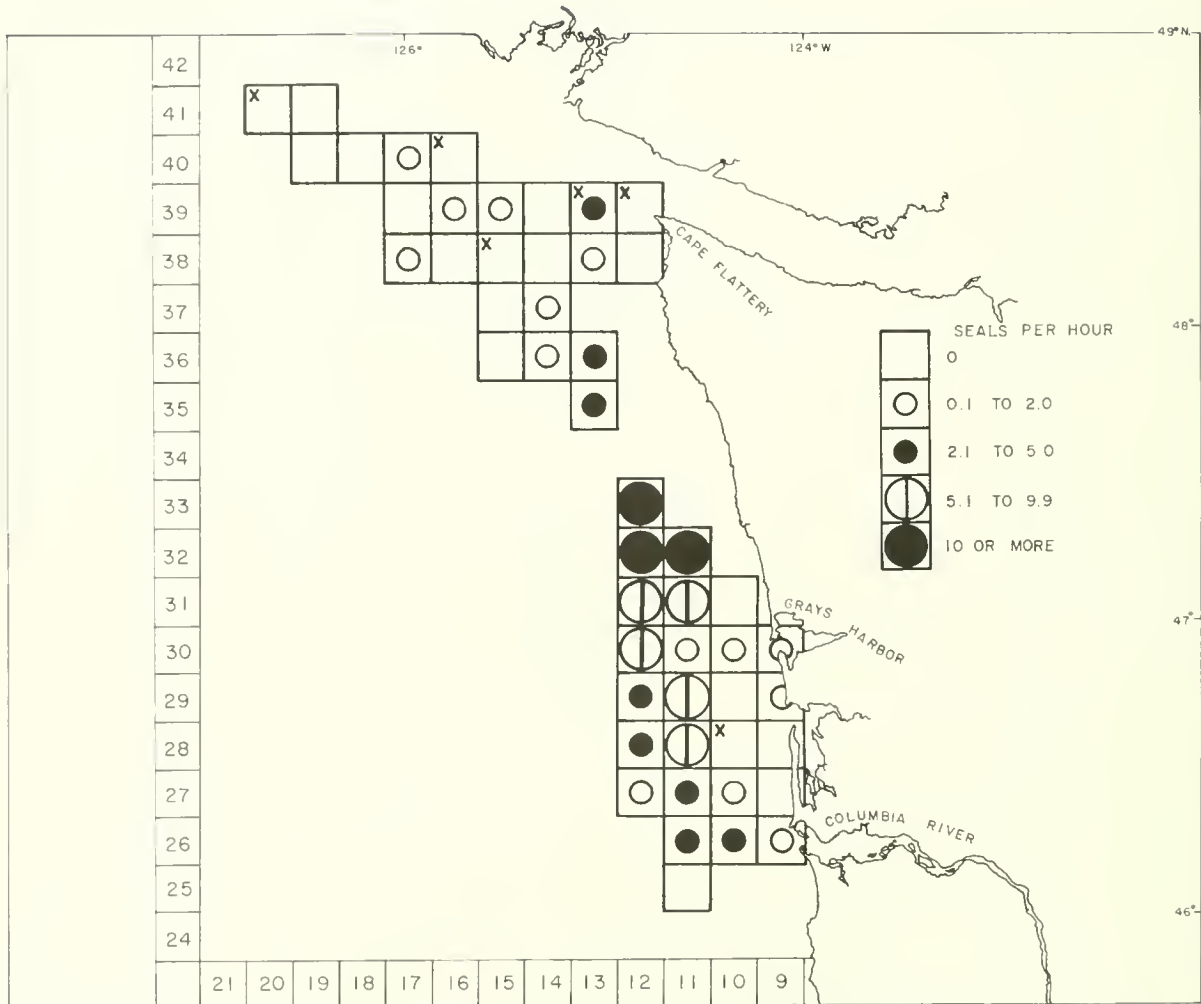 126° 124° W 49° N.
42
41 X
40 X
39 X X
38 X
CAPE FLATTERY
37
48°
SEALS PER HOUR
0
36
0.1 TO 2.0
35
2.1 TO 5.0
34
5.1 TO 9.9
33
10 OR MORE
32
31
GRAYS HARBOR
47°
30
29
28 X
27
COLUMBIA RIVER
26
25
46°
24
21 20 19 18 17 16 15 14 13 12 11 10 9